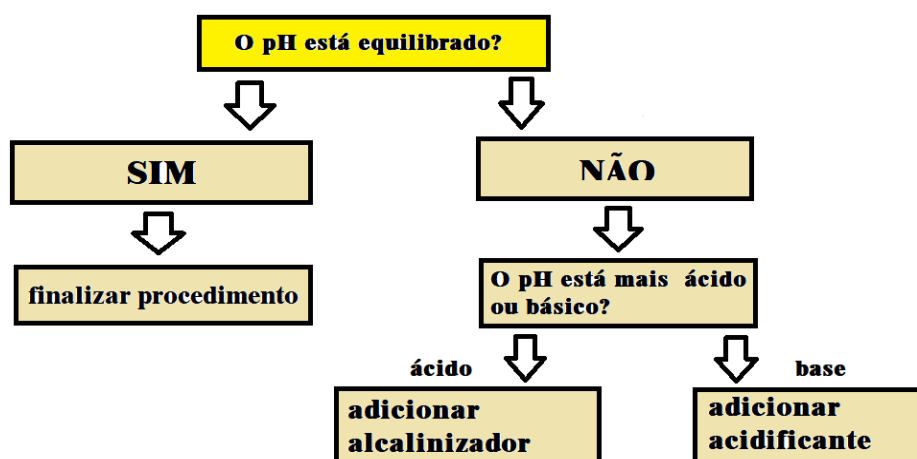 O pH está equilibrado?
SIM
NÃO
finalizar procedimento
O pH está mais ácido
ou básico?
ácido
base
adicionar
alcalinizador
adicionar
acidificante